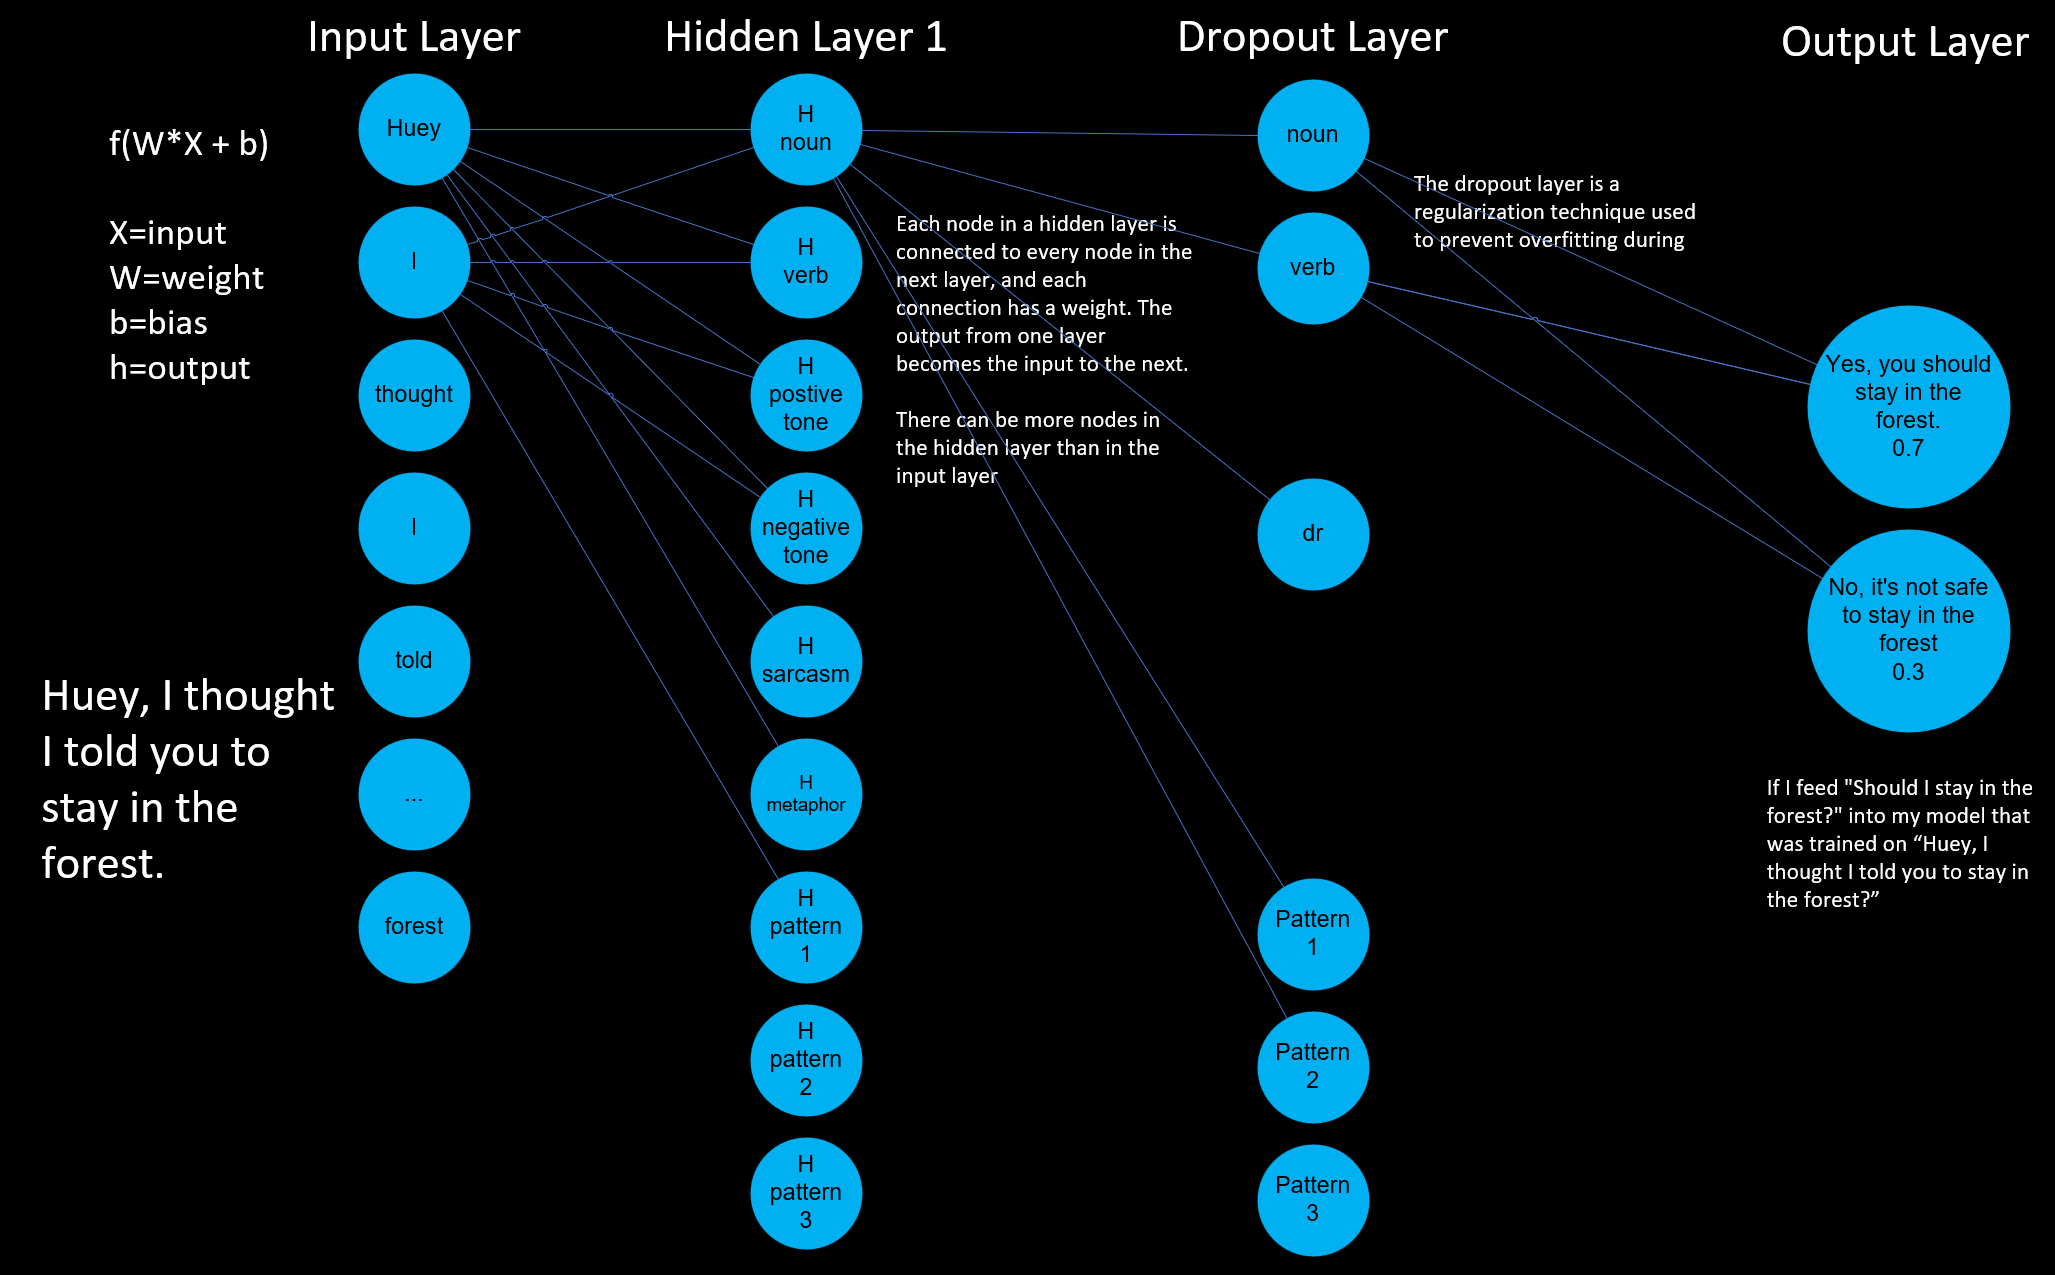 Input Layer
Hidden Layer 1
Dropout Layer
Output Layer
f(W*X + b)
X=input
W=weight
b=bias
h=output
Huey, I thought
I told you to
stay in the
forest.
Huey
I
thought
I
told
...
forest
H
noun
H
verb
H
postive
tone
H
negative
tone
H
sarcasm
H
metaphor
H
pattern
1
H
pattern
2
H
pattern
3
Each node in a hidden layer is
connected to every node in the
next layer, and each
connection has a weight. The
output from one layer
becomes the input to the next.
There can be more nodes in
the hidden layer than in the
input layer
noun
verb
dr
Pattern
1
Pattern
2
Pattern
3
The dropout layer is a
regularization technique used
to prevent overfitting during
Yes, you should
stay in the
forest.
0.7
No, it's not safe
to stay in the
forest
0.3
If I feed "Should I stay in the
forest?" into my model that
was trained on “Huey, I
thought I told you to stay in
the forest?”